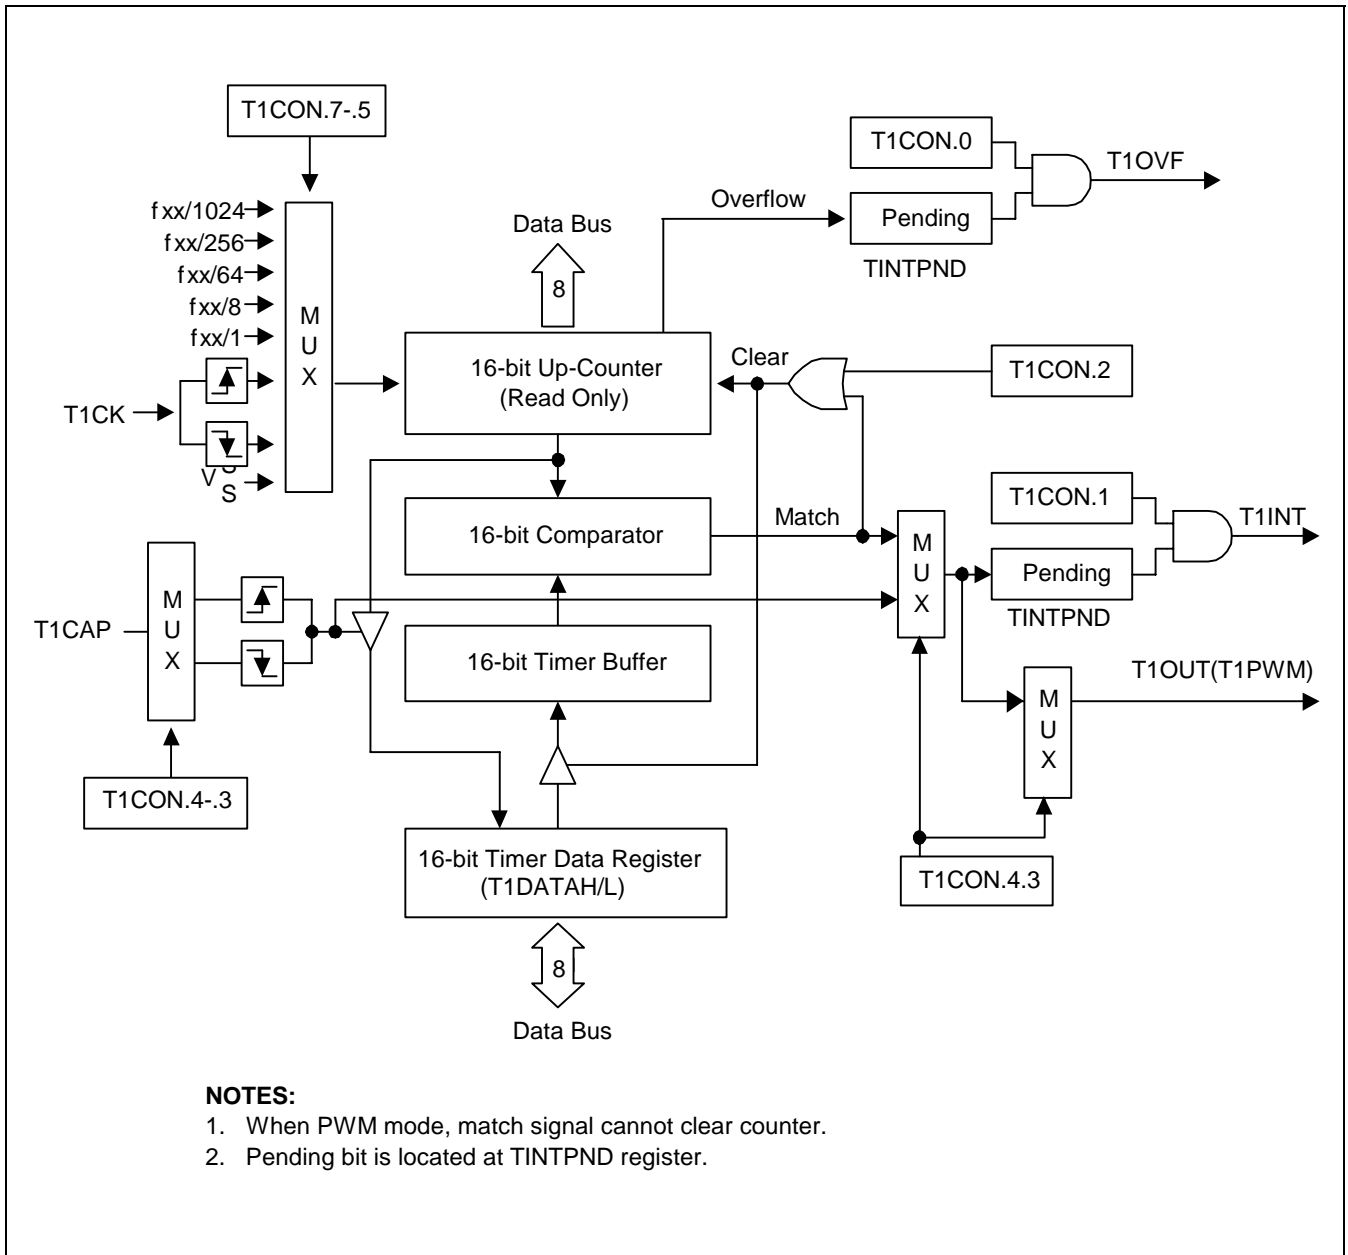 T1CON.7-.5
T1CON.0
T1OVF
fxx/1024
Overflow
Pending
fxx/256
Data Bus
TINTPND
fxx/64
8
fxx/8
M
U
X
fxx/1
16-bit Up-Counter
(Read Only)
Clear
T1CON.2
T1CK
V S
T1CON.1
T1INT
16-bit Comparator
Match
M
U
X
Pending
TINTPND
M
U
X
T1CAP
16-bit Timer Buffer
T1OUT(T1PWM)
M
U
X
T1CON.4-.3
16-bit Timer Data Register
(T1DATAH/L)
T1CON.4.3
8
Data Bus
NOTES:
1. When PWM mode, match signal cannot clear counter.
2. Pending bit is located at TINTPND register.